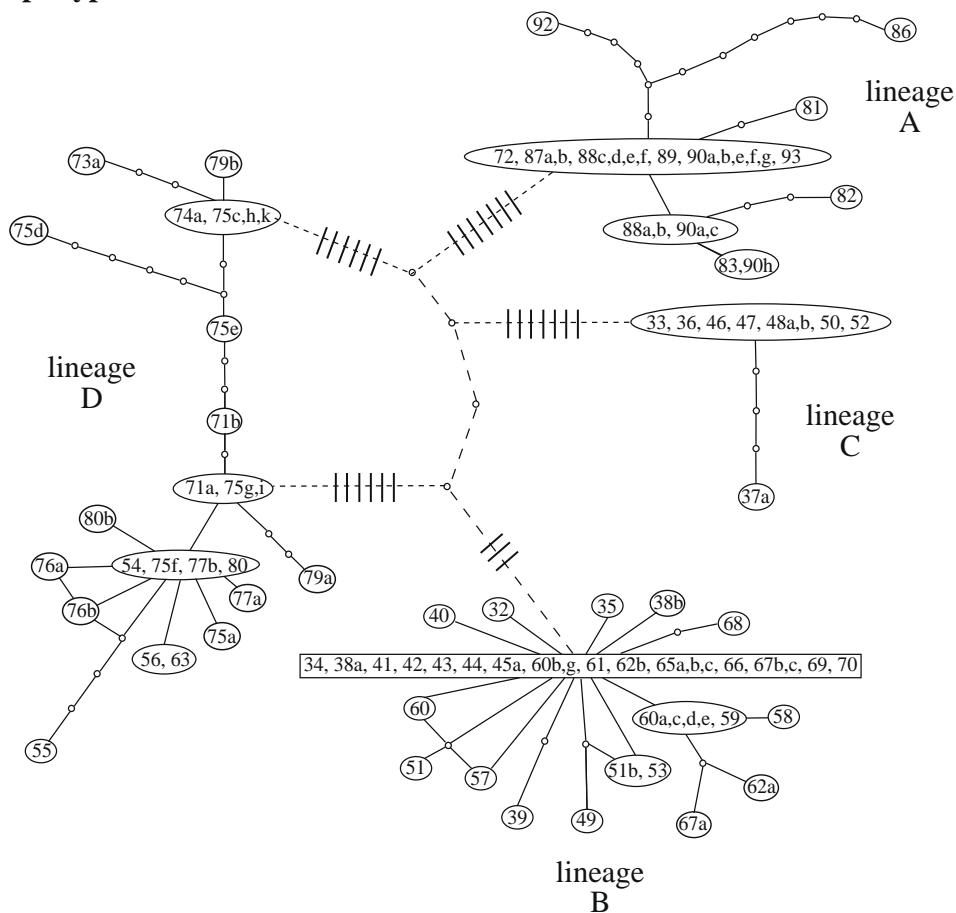 92
86
lineage
A
81
73a
79b
72, 87a,b, 88c,d,e,f, 89, 90a,b,e,f,g, 93
82
74a, 75c,h,k
75d
88a,b, 90a,c
83,90h
75e
33, 36, 46, 47, 48a,b, 50, 52
lineage
D
71b
lineage
C
71a, 75g,i
37a
80b
54, 75f, 77b, 80
76a
79a
77a
76b
75a
56, 63
55
40
32
35
38b
68
34, 38a, 41, 42, 43, 44, 45a, 60b,g, 61, 62b, 65a,b,c, 66, 67b,c, 69, 70
60
60a,c,d,e, 59
58
51
57
51b, 53
62a
39
49
67a
lineage
B